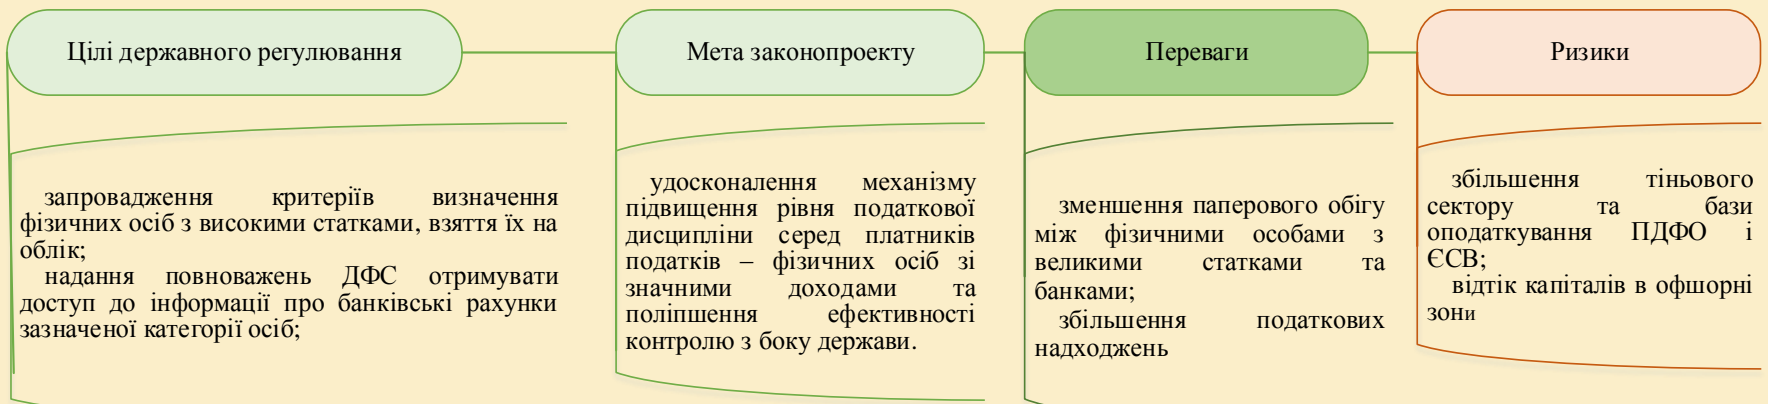 Цілі державного регулювання
запровадження критеріїв визначення
фізичних осіб з високими статками, взяття їх на
облік;
надання повноважень ДФС отримувати
доступ до інформації про банківські рахунки
зазначеної категорії осіб;
Мета законопроекту
удосконалення механізму
підвищення рівня податкової
дисципліни серед платників
податків – фізичних осіб зі
значними доходами та
поліпшення ефективності
контролю з боку держави.
Переваги
зменшення паперового обігу
між фізичними особами з
великими статками та
банками;
збільшення податкових
надходжень
Ризики
збільшення тіньового
сектору та бази
оподаткування ПДФО і
ЄСВ;
відтік капіталів в офшорні
зони